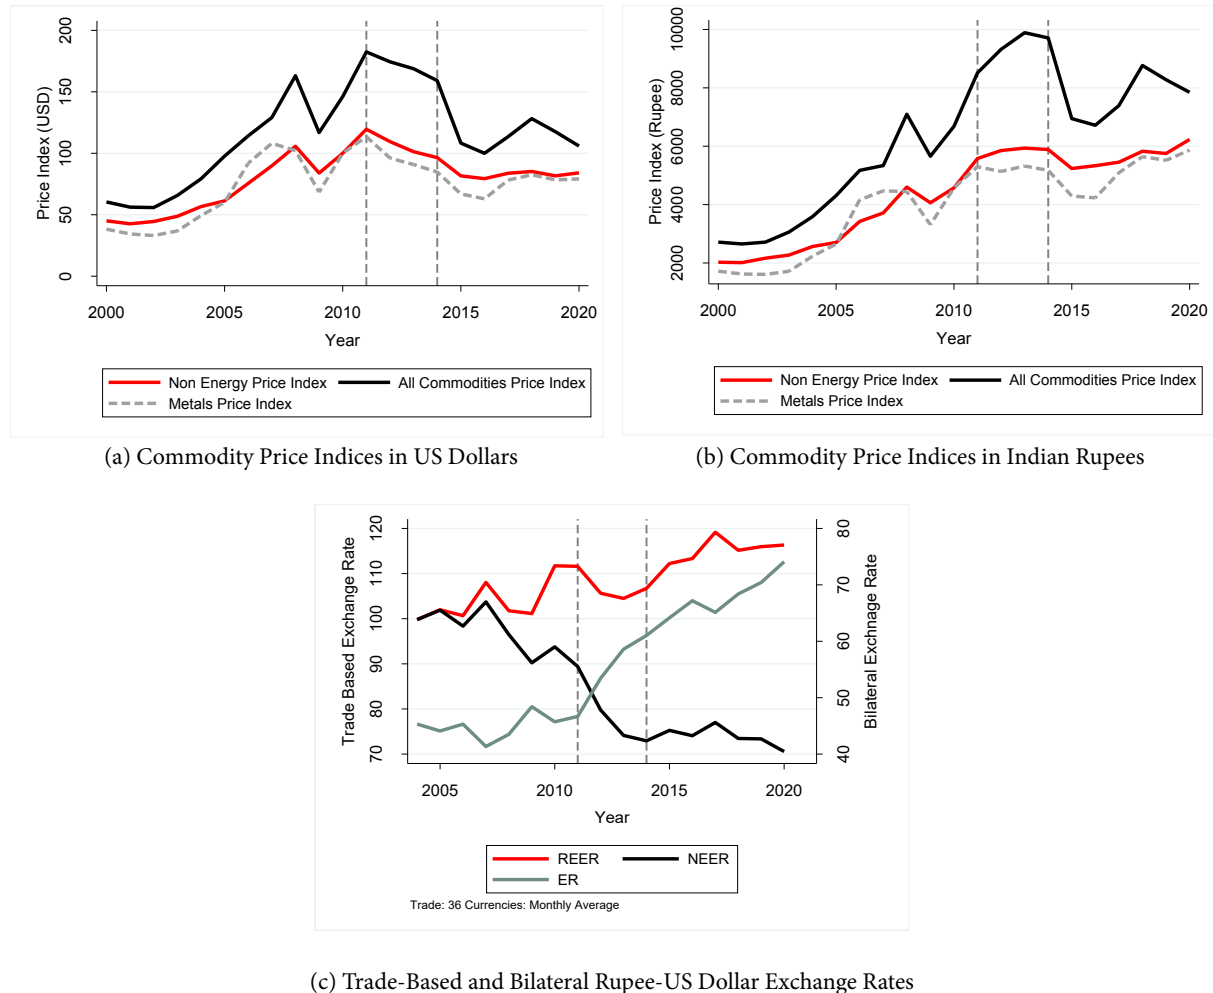 Price Index (USD)
200
150
100
50
0
2000 2005 2010 2015 2020
Year
Non Energy Price Index All Commodities Price Index
Metals Price Index
(a) Commodity Price Indices in US Dollars
Price Index (Rupee)
10000
8000
6000
4000
2000
2000 2005 2010 2015 2020
Year
Non Energy Price Index All Commodities Price Index
Metals Price Index
(b) Commodity Price Indices in Indian Rupees
Trade Based Exchange Rate
120
110
100
90
80
70
Bilateral Exchnage Rate
80
70
60
50
40
2005 2010 2015 2020
Year
REER NEER
ER
Trade: 36 Currencies: Monthly Average
(c) Trade-Based and Bilateral Rupee-US Dollar Exchange Rates